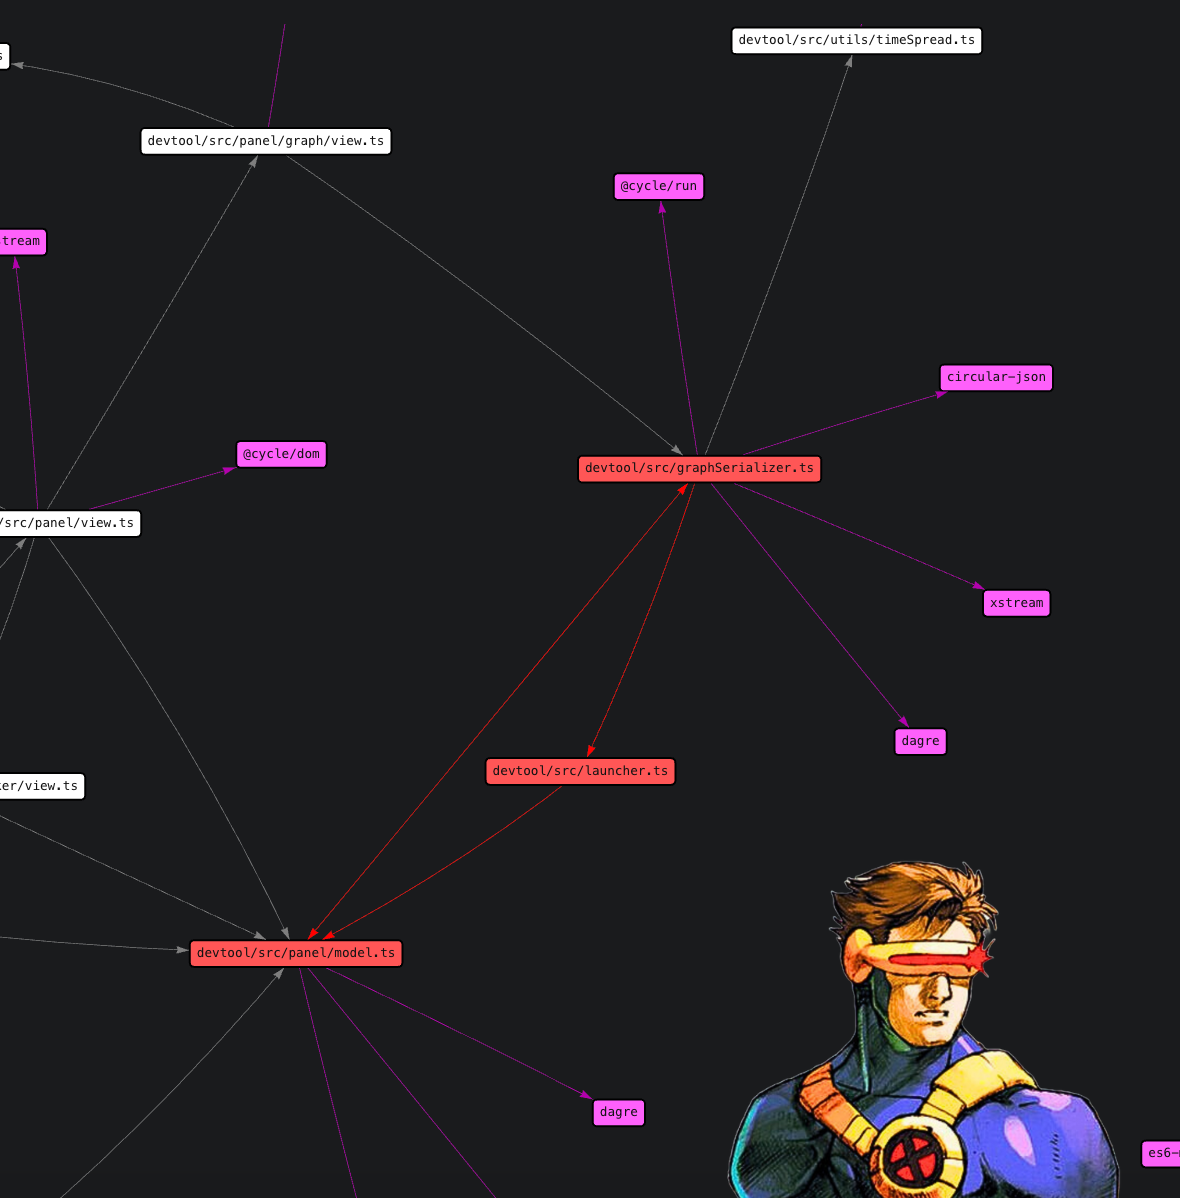 devtool/src/utils/timeSpread.ts
s
devtool/src/panel/graph/view.ts
@cycle/run
tream
circular-json
@cycle/dom
devtool/src/graphSerializer.ts
/src/panel/view.ts
xstream
dagre
devtool/src/launcher.ts
er/view.ts
devtool/src/panel/model.ts
dagre
es6-